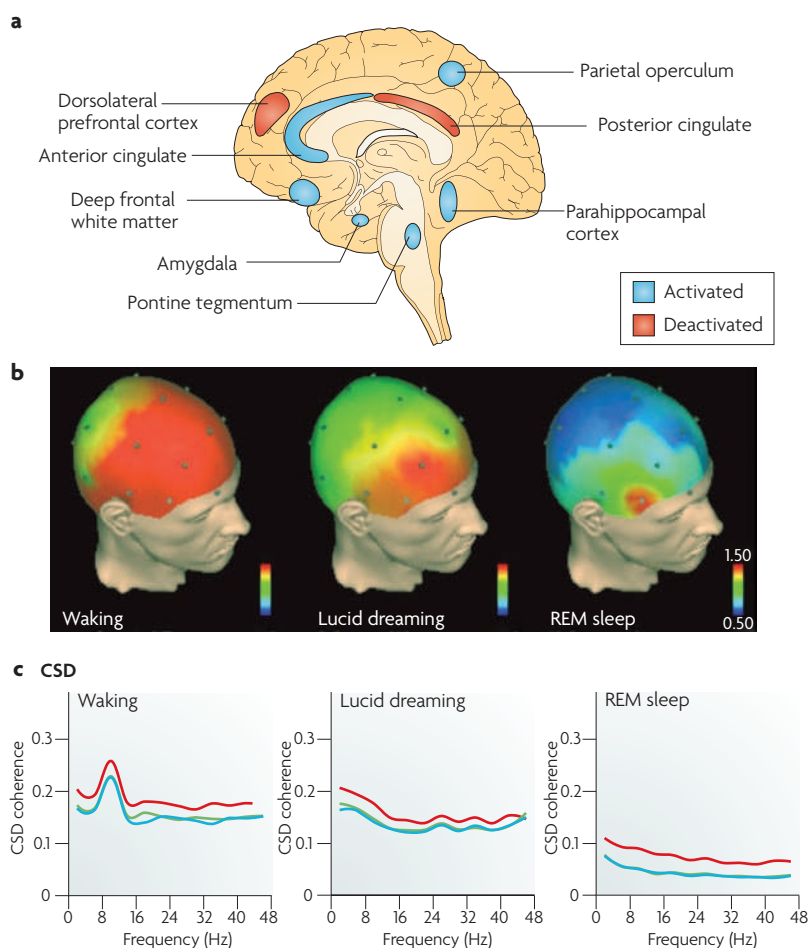 a
Dorsolateral
prefrontal cortex
Anterior cingulate
Deep frontal
white matter
Amygdala
Pontine tegmentum
Parietal operculum
Posterior cingulate
Parahippocampal
cortex
Activated
Deactivated
b
Waking
Lucid dreaming
REM sleep
1.50
0.50
c CSD
Waking
CSD coherence
0.3
0.2
0.1
0
0 8 16 24 32 40 48
Frequency (Hz)
Lucid dreaming
CSD coherence
0.3
0.2
0.1
0
0 8 16 24 32 40 48
Frequency (Hz)
REM sleep
CSD coherence
0.3
0.2
0.1
0
0 8 16 24 32 40 48
Frequency (Hz)